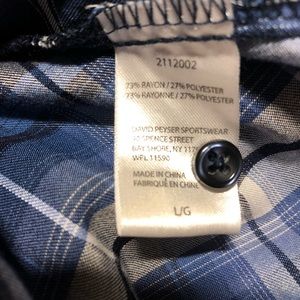 2112002
73% RAYON / 27% POLYESTER
73% RAYONNE / 27% POLYESTER
DAVID PEYSER SPORTSWEAR
SPENCE STREET
BAY SHORE, NY
WPL 11590
MADE IN CHINA
FABRIQUÉ EN CHINE
L/G